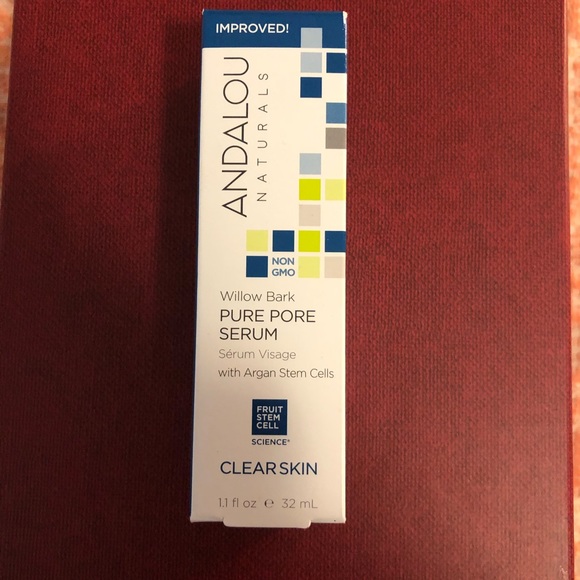 IMPROVED!
ANDALOU
NATURALS
NON
GMO
Willow Bark
PURE PORE
SERUM
Sérum Visage
with Argan Stem Cells
FRUIT
STEM
CELL
SCIENCE®
CLEAR SKIN
1.1 fl oz ℮ 32 mL